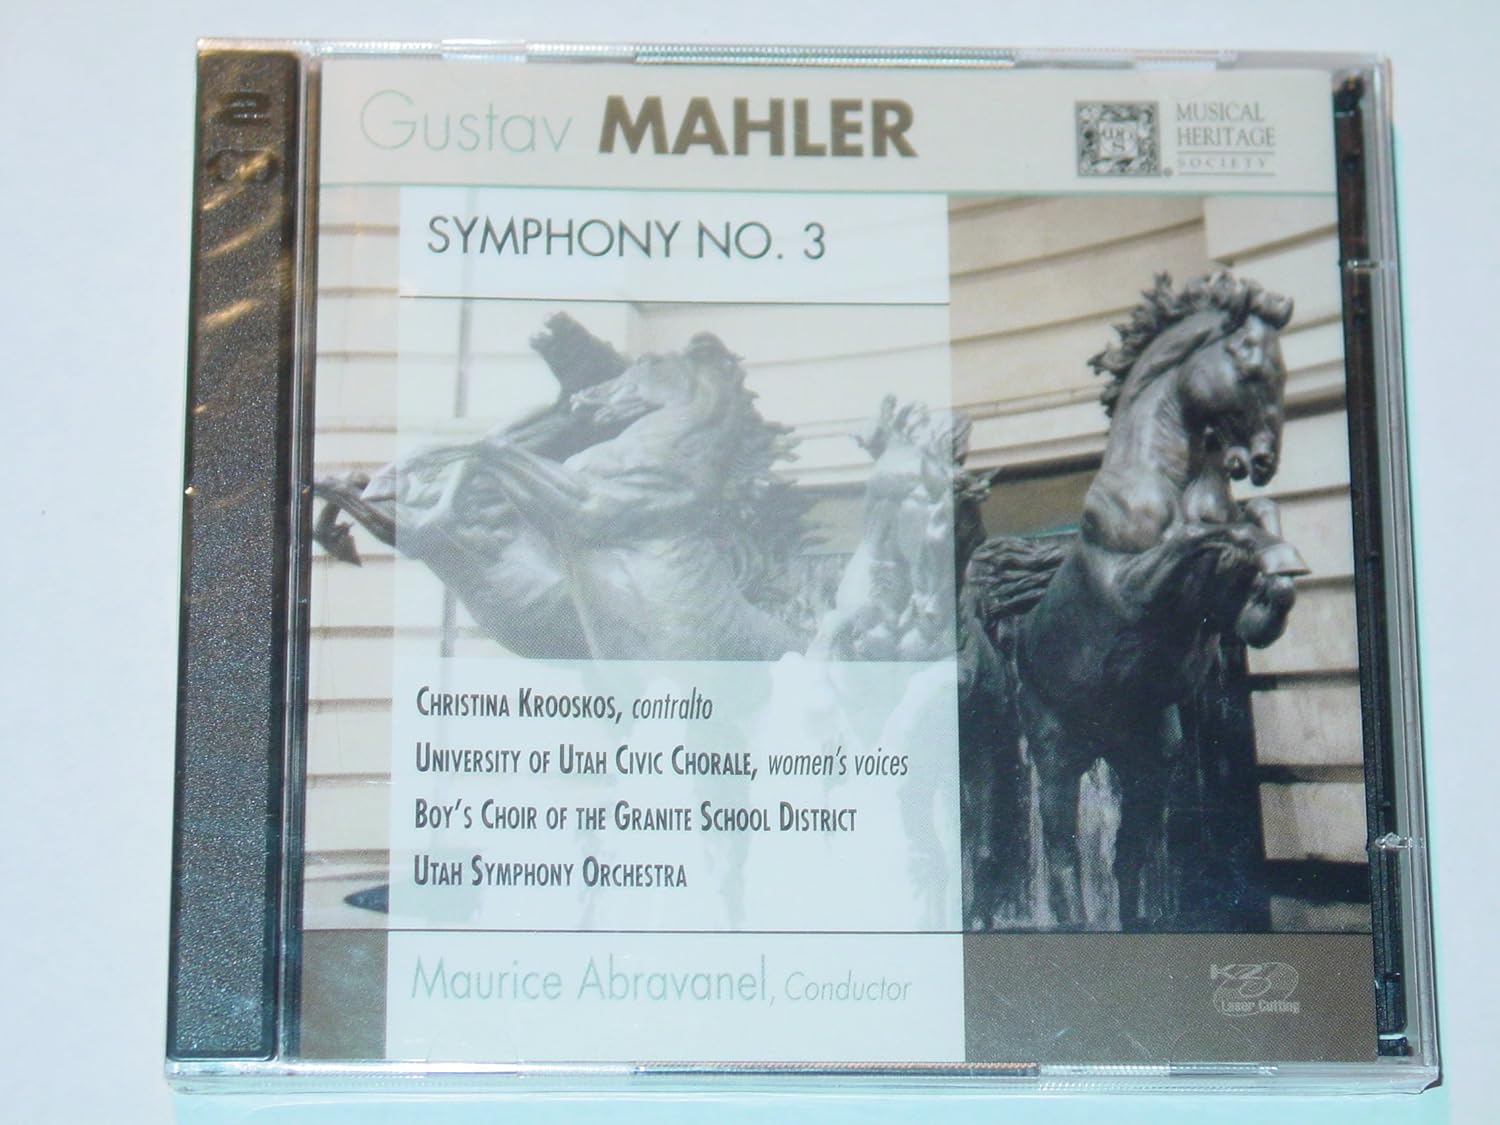 Gustav MAHLER
MUSICAL
HERITAGE
SOCIETY
SYMPHONY NO. 3
CHRISTINA KROOSKOS, contralto
UNIVERSITY OF UTAH CIVIC CHORALE, women's voices
BOY'S CHOIR OF THE GRANITE SCHOOL DISTRICT
UTAH SYMPHONY ORCHESTRA
Maurice Abravanel, Conductor
Laser Cutting